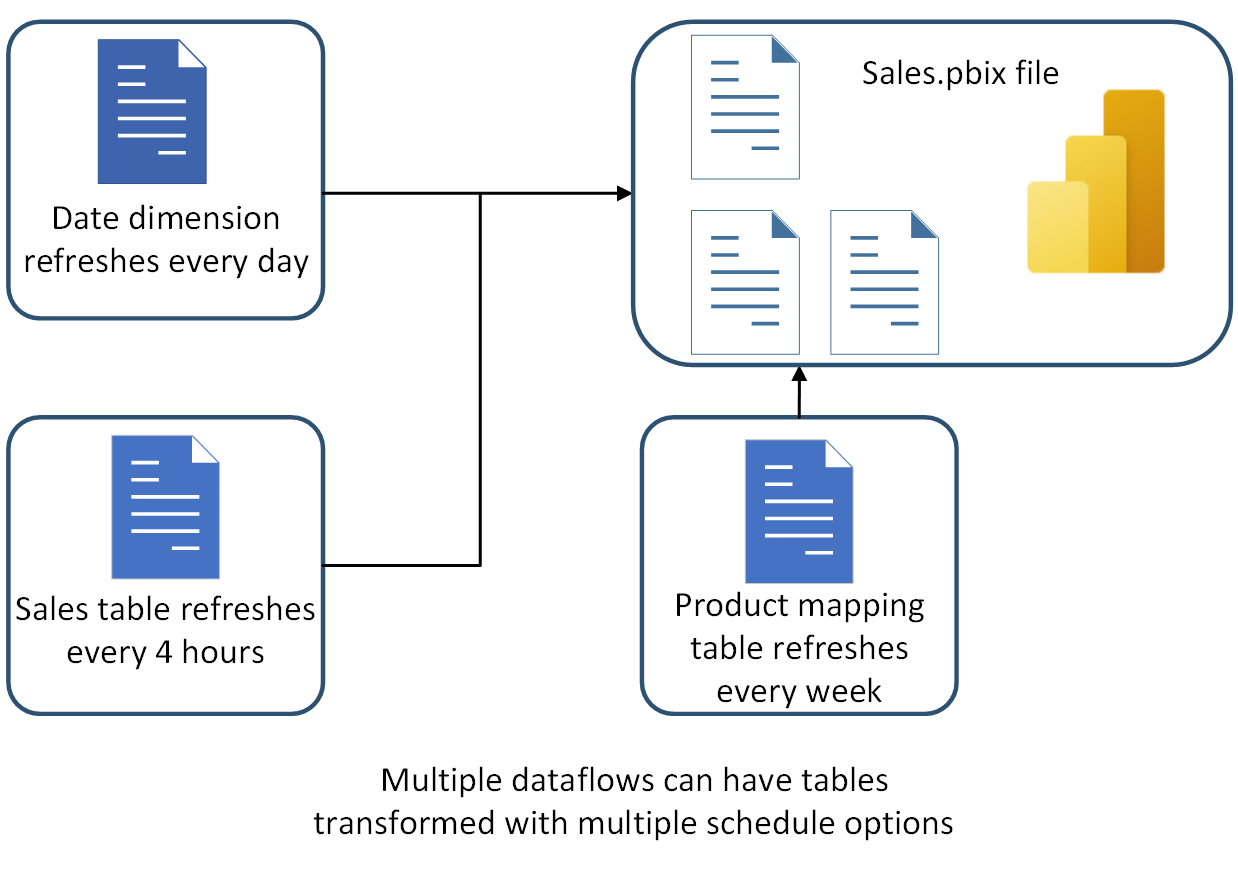 Sales.pbix file
Date dimension
refreshes every day
Sales table refreshes
every 4 hours
Product mapping
table refreshes
every week
Multiple dataflows can have tables
transformed with multiple schedule options